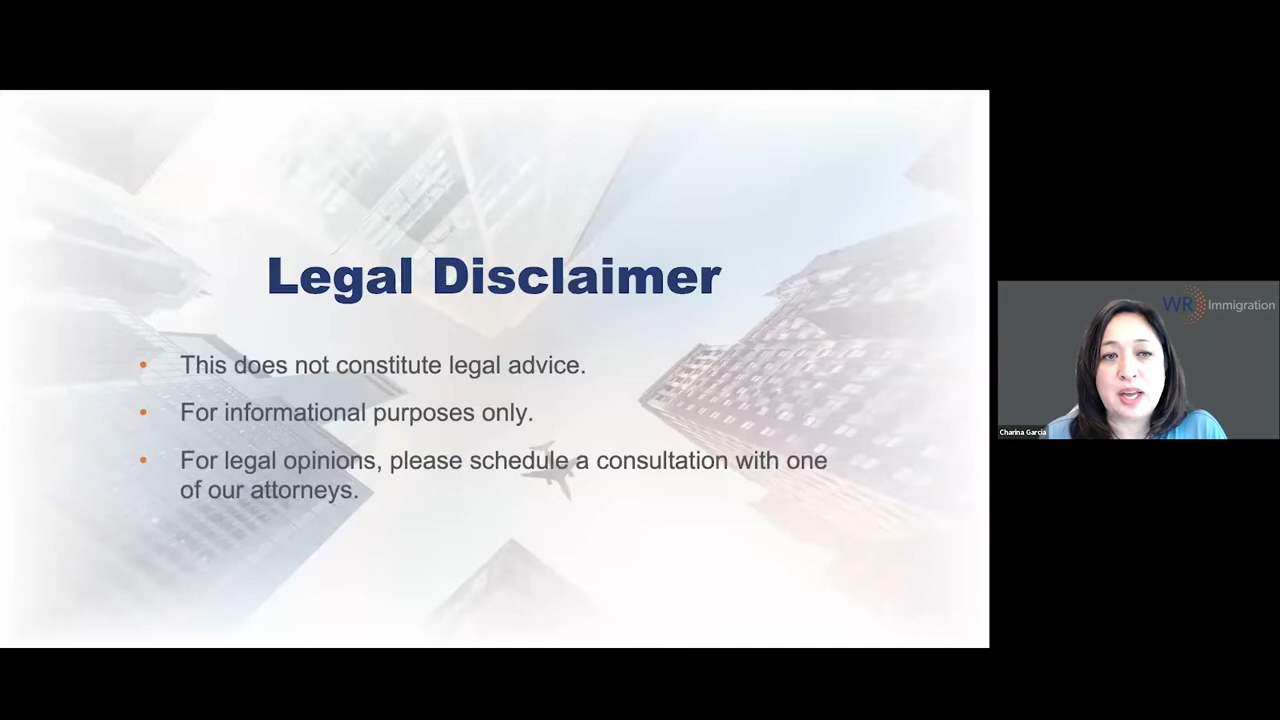 Legal Disclaimer
• This does not constitute legal advice.
• For informational purposes only.
• For legal opinions, please schedule a consultation with one
of our attorneys.
WR Immigration
Charina Garcia